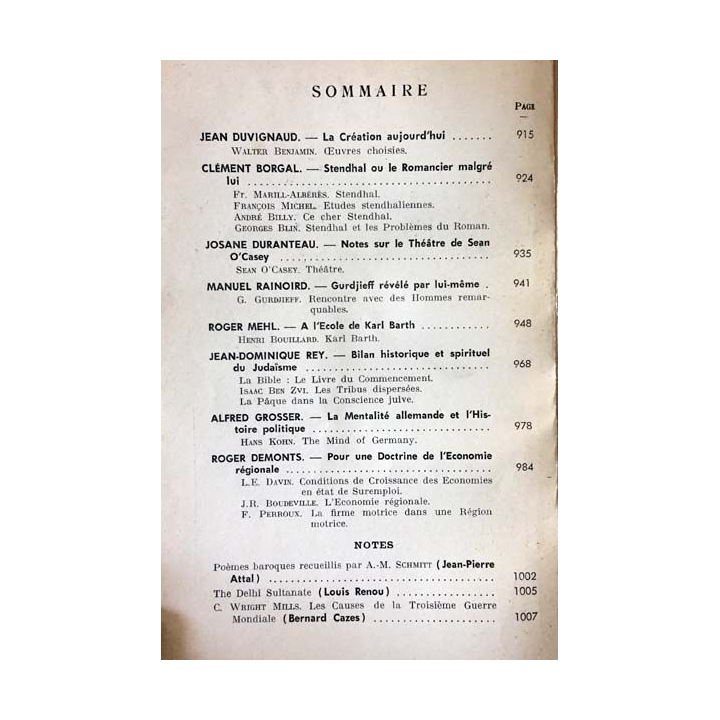 SOMMAIRE
PAGE
JEAN DUVIGNAUD. — La Création aujourd'hui ....... 915
WALTER BENJAMIN. Œuvres choisies.
CLÉMENT BORGAL. — Stendhal ou le Romancier malgré
lui ........................................ 924
FR. MARILL-ALBÉRÈS. Stendhal.
FRANÇOIS MICHEL. Etudes stendhaliennes.
ANDRÉ BILLY. Ce cher Stendhal.
GEORGES BLIN. Stendhal et les Problèmes du Roman.
JOSANE DURANTEAU. — Notes sur le Théâtre de Sean
O'Casey .................................. 935
SEAN O'CASEY. Théâtre.
MANUEL RAINOIRD. — Gurdjieff révélé par lui-même . 941
G. GURDJIEFF. Rencontre avec des Hommes remar-
quables.
ROGER MEHL. — A l'Ecole de Karl Barth ............ 948
HENRI BOUILLARD. Karl Barth.
JEAN-DOMINIQUE REY. — Bilan historique et spirituel
du Judaïsme ................................ 968
La Bible : Le Livre du Commencement.
ISAAC BEN ZVI. Les Tribus dispersées.
La Pâque dans la Conscience juive.
ALFRED GROSSER. — La Mentalité allemande et l'His-
toire politique .............................. 978
HANS KOHN. The Mind of Germany.
ROGER DEMONTS. — Pour une Doctrine de l'Economie
régionale .................................. 984
L.E. DAVIN. Conditions de Croissance des Economies
en état de Suremploi.
J.R. BOUDEVILLE. L'Economie régionale.
F. PERROUX. La firme motrice dans une Région
motrice.
NOTES
Poèmes baroques recueillis par A.-M. SCHMITT (Jean-Pierre
Attal) ...................................... 1002
The Delhi Sultanate (Louis Renou) ................. 1005
C. WRIGHT MILLS. Les Causes de la Troisième Guerre
Mondiale (Bernard Cazes) ..................... 1007